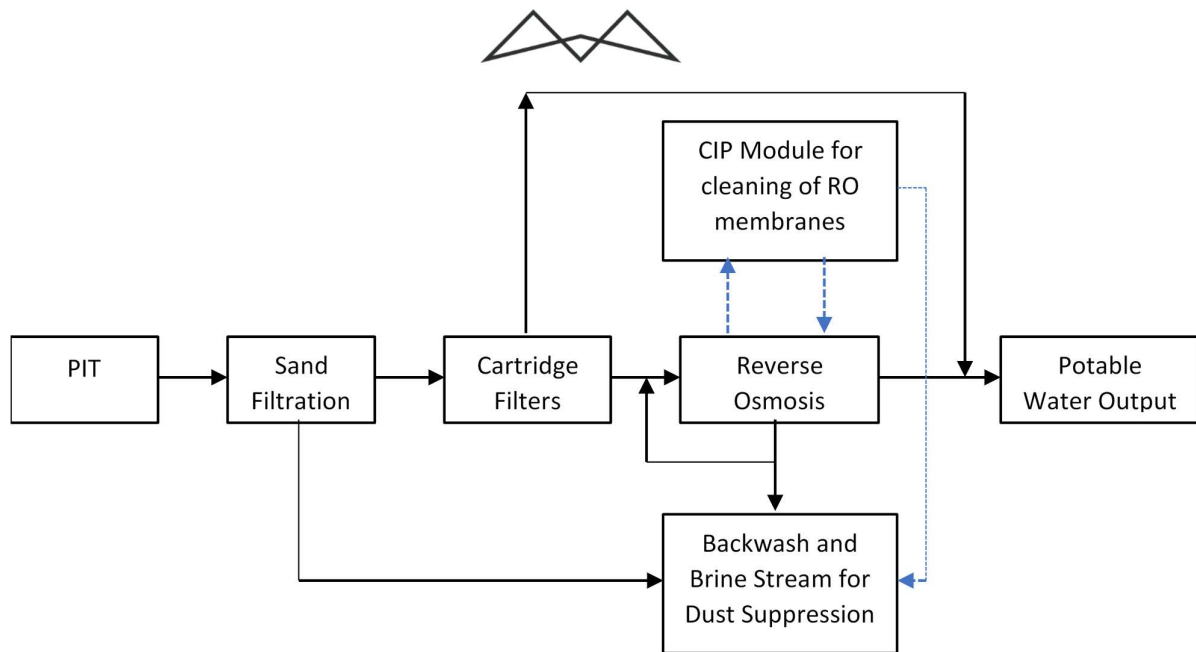 CIP Module for
cleaning of RO
membranes
PIT
Sand
Filtration
Cartridge
Filters
Reverse
Osmosis
Potable
Water Output
Backwash and
Brine Stream for
Dust Suppression